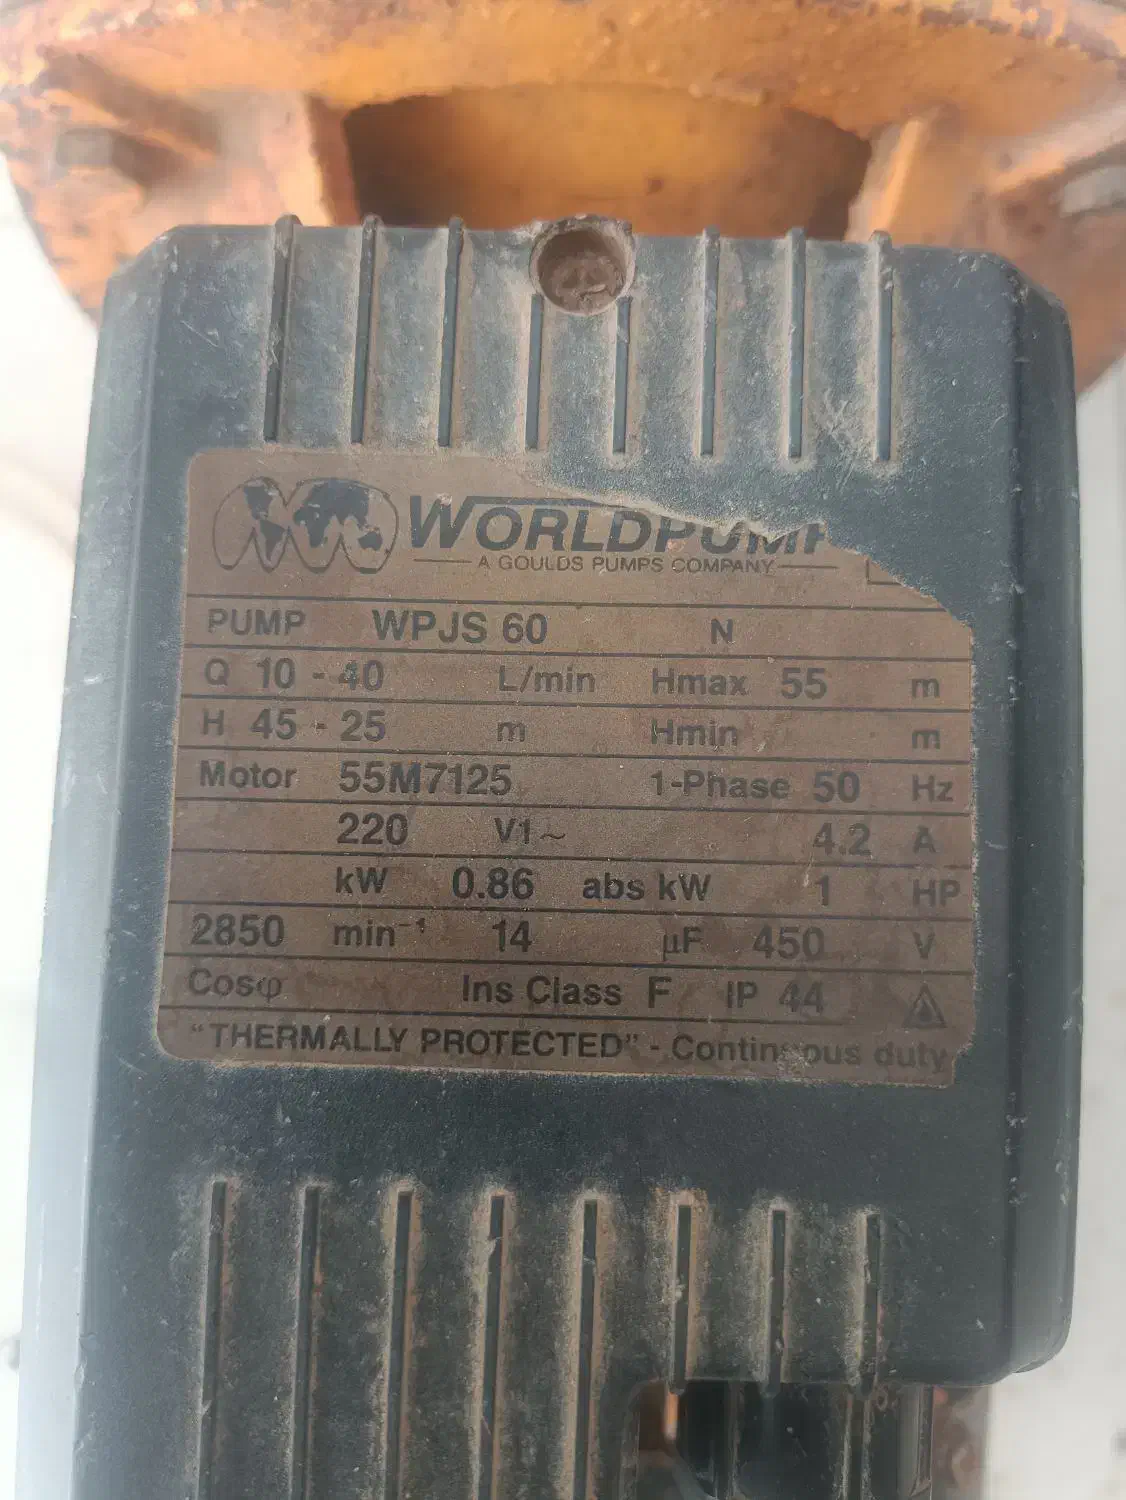 WORLDPUMP
A GOULDS PUMPS COMPANY
PUMP WPJS 60 N
Q 10 - 40 L/min Hmax 55 m
H 45 - 25 m Hmin m
Motor 55M7125 1-Phase 50 Hz
220 V1~ 4.2 A
kW 0.86 abs kW 1 HP
2850 min⁻¹ 14 µF 450 V
Cosφ Ins Class F IP 44
"THERMALLY PROTECTED" - Continuous duty